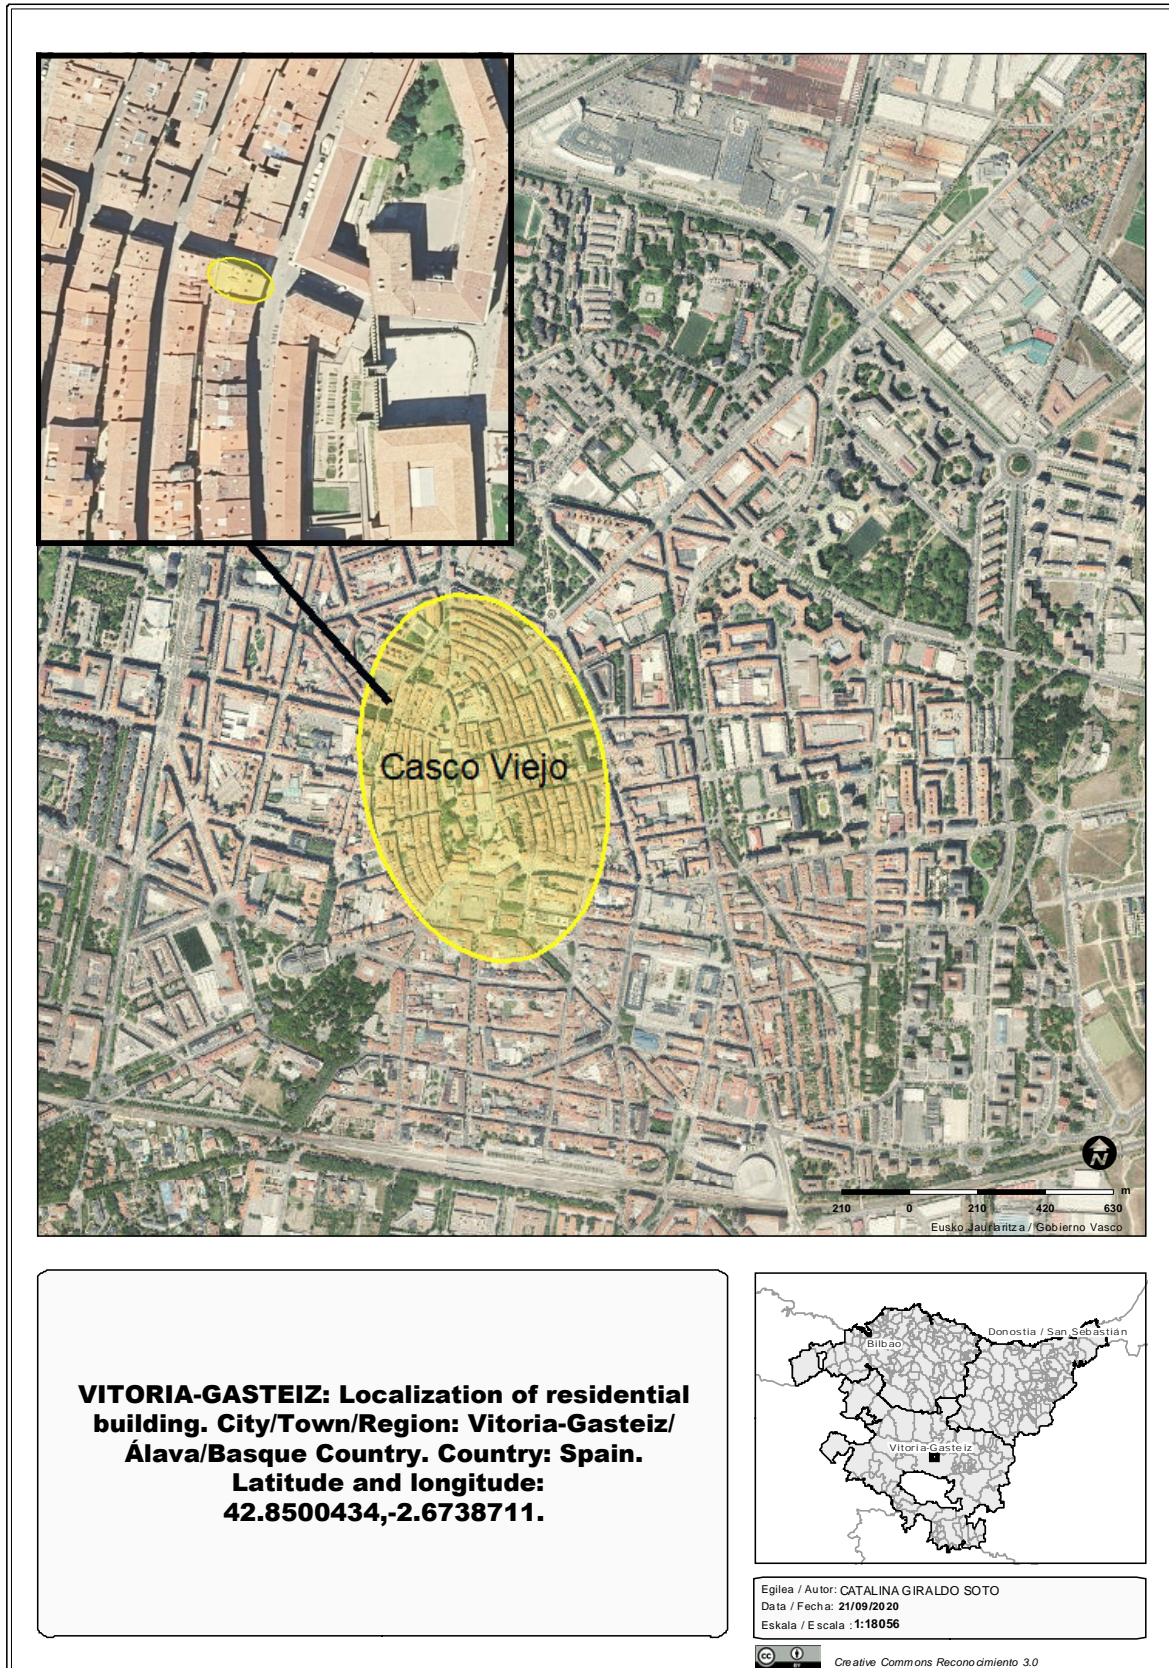 Casco Viejo
N
m
210 0 210 420 630
Eusko Jaurlaritza / Gobierno Vasco
VITORIA-GASTEIZ: Localization of residential
building. City/Town/Region: Vitoria-Gasteiz/
Álava/Basque Country. Country: Spain.
Latitude and longitude:
42.8500434,-2.6738711.
Donostia / San Sebastián
Bilbao
Vitoria-Gasteiz
Egilea / Autor: CATALINA GIRALDO SOTO
Data / Fecha: 21/09/2020
Eskala / Escala : 1:18056
cc BY Creative Commons Reconocimiento 3.0